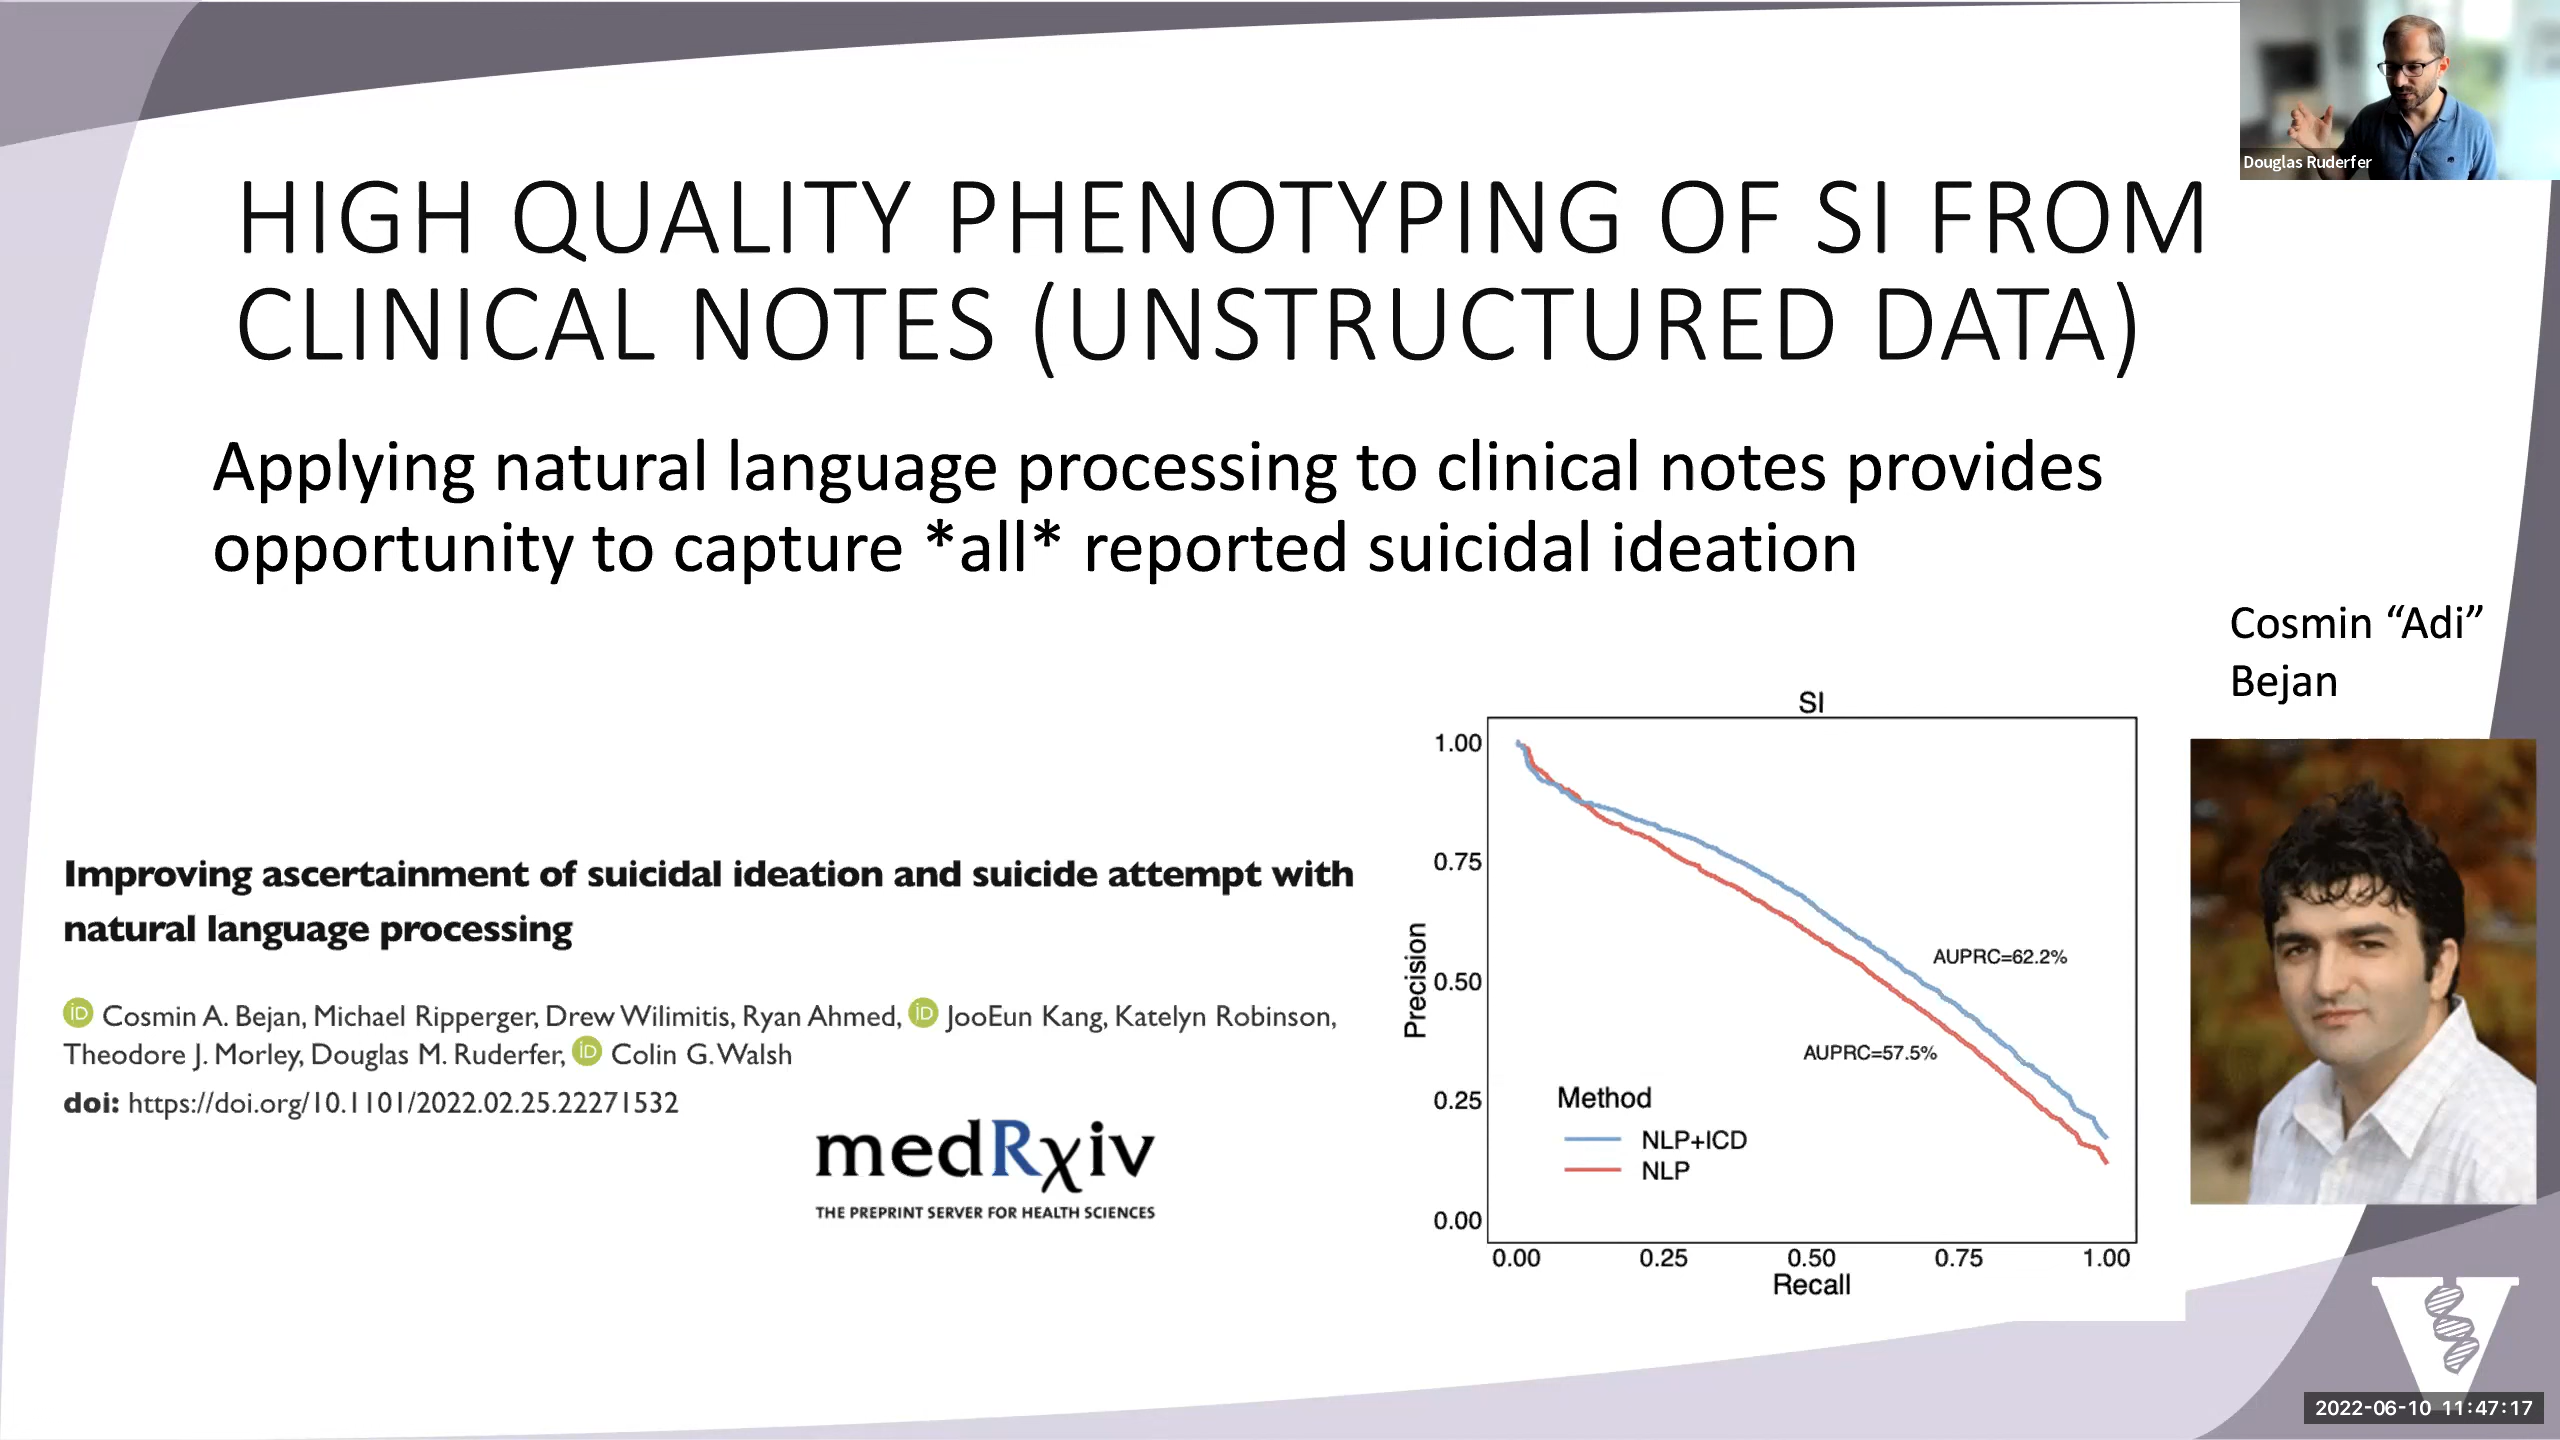 Douglas Ruderfer
HIGH QUALITY PHENOTYPING OF SI FROM
CLINICAL NOTES (UNSTRUCTURED DATA)
Applying natural language processing to clinical notes provides
opportunity to capture *all* reported suicidal ideation
Cosmin “Adi”
Bejan
Improving ascertainment of suicidal ideation and suicide attempt with
natural language processing
iD Cosmin A. Bejan, Michael Ripperger, Drew Wilimitis, Ryan Ahmed, iD JooEun Kang, Katelyn Robinson,
Theodore J. Morley, Douglas M. Ruderfer, iD Colin G. Walsh
doi: https://doi.org/10.1101/2022.02.25.22271532
medRχiv
THE PREPRINT SERVER FOR HEALTH SCIENCES
SI
1.00
0.75
0.50
0.25
0.00
Precision
AUPRC=62.2%
AUPRC=57.5%
Method
NLP+ICD
NLP
0.00 0.25 0.50 0.75 1.00
Recall
V
2022-06-10 11:47:17